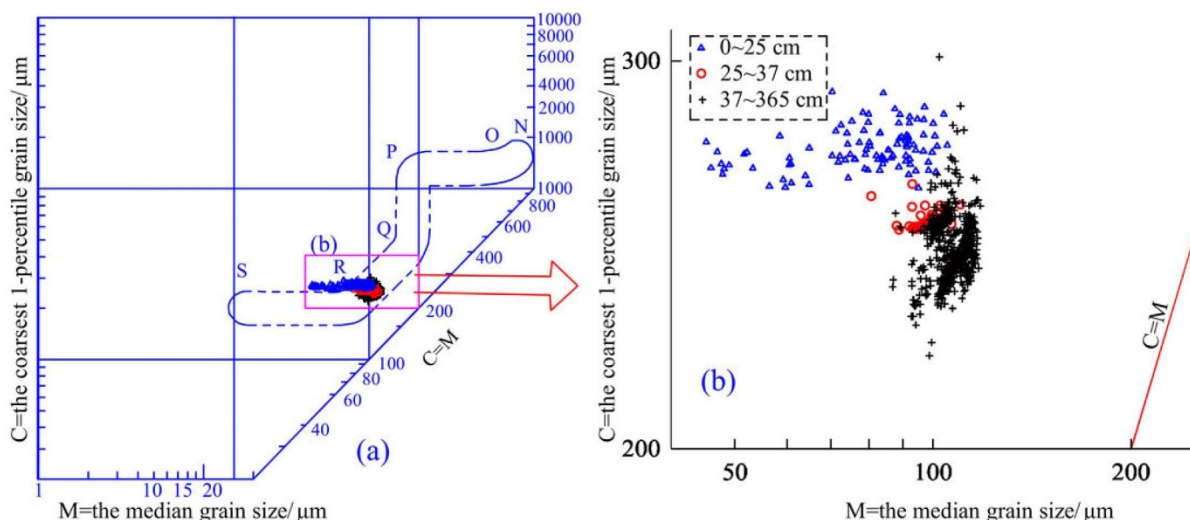 C=the coarsest 1-percentile grain size/μm
10000
8000
6000
4000
2000
1000
1000
800
600
400
200
100
80
60
40
N
O
P
Q
R
S
(b)
C=M
(a)
1
10
15
20
M=the median grain size/μm
C=the coarsest 1-percentile grain size/μm
300
200
0~25 cm
25~37 cm
37~365 cm
C=M
(b)
50
100
200
M=the median grain size/μm